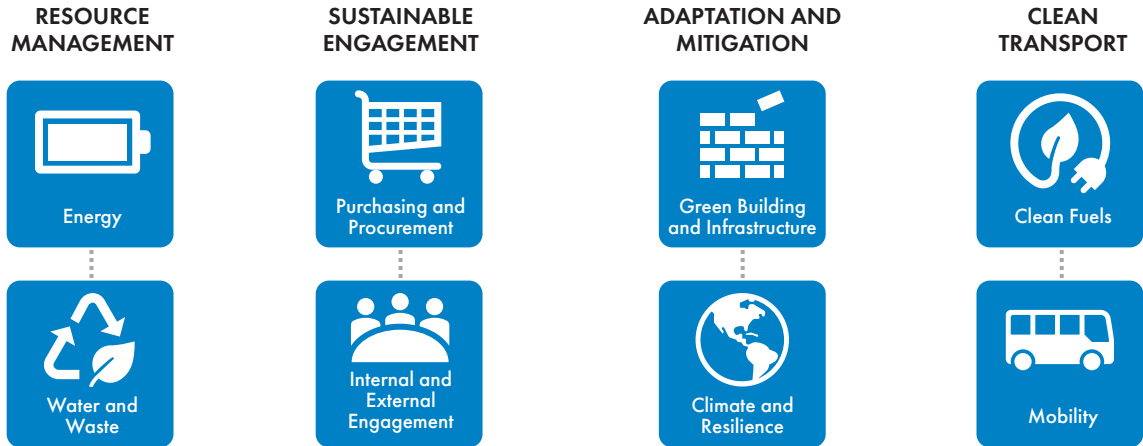 RESOURCE
MANAGEMENT
SUSTAINABLE
ENGAGEMENT
ADAPTATION AND
MITIGATION
CLEAN
TRANSPORT
Energy
Purchasing and
Procurement
Green Building
and Infrastructure
Clean Fuels
Water and
Waste
Internal and
External
Engagement
Climate and
Resilience
Mobility